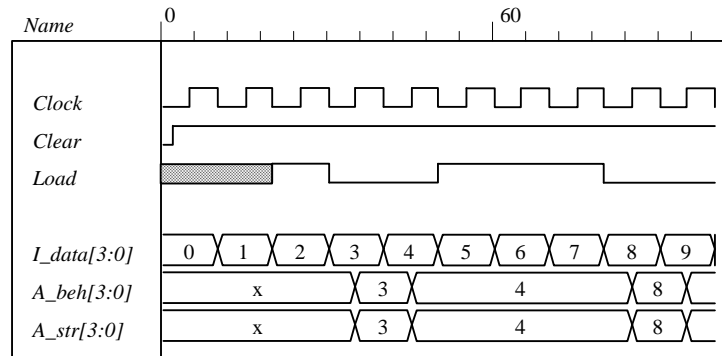 Name 0 60
Clock
Clear
Load
I_data[3:0] 0 1 2 3 4 5 6 7 8 9
A_beh[3:0] x 3 4 8
A_str[3:0] x 3 4 8